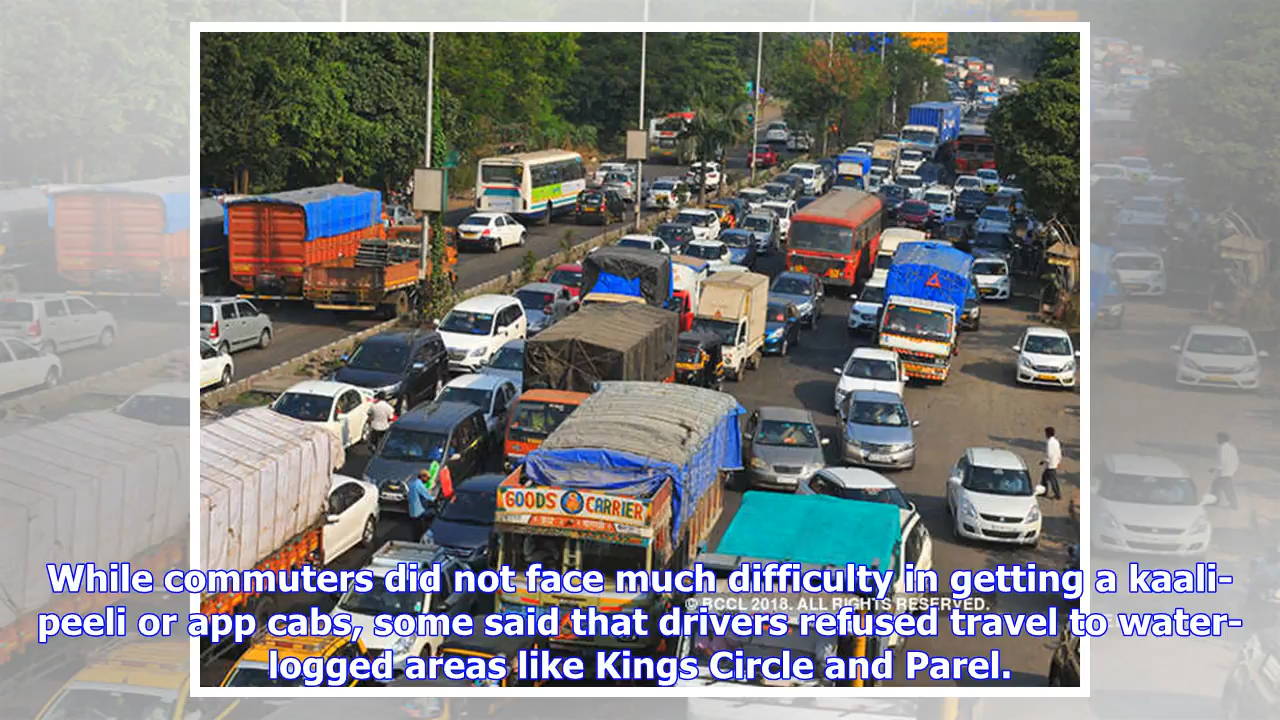 GOODS CARRIER
While commuters did not face much difficulty in getting a kaali-
© BCCL 2018. ALL RIGHTS RESERVED.
peeli or app cabs, some said that drivers refused travel to water-
logged areas like Kings Circle and Parel.